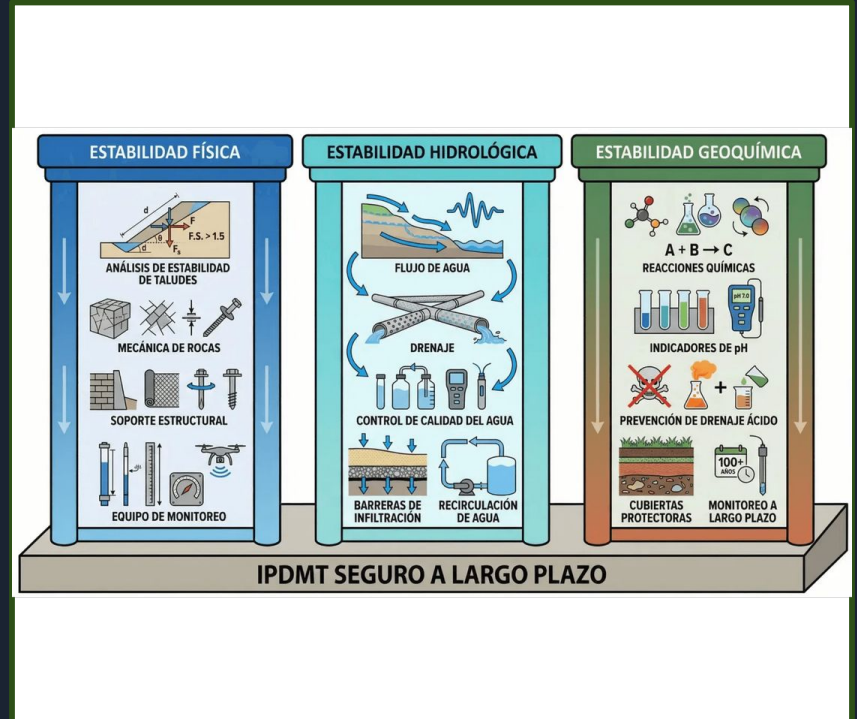 ESTABILIDAD FÍSICA
d
F
F.S. > 1.5
θ
d
Fs
ANÁLISIS DE ESTABILIDAD
DE TALUDES
MECÁNICA DE ROCAS
SOPORTE ESTRUCTURAL
EQUIPO DE MONITOREO
ESTABILIDAD HIDROLÓGICA
FLUJO DE AGUA
DRENAJE
CONTROL DE CALIDAD DEL AGUA
BARRERAS DE
INFILTRACIÓN
RECIRCULACIÓN
DE AGUA
ESTABILIDAD GEOQUÍMICA
A + B → C
REACCIONES QUÍMICAS
pH 7.0
INDICADORES DE pH
PREVENCIÓN DE DRENAJE ÁCIDO
CUBIERTAS
PROTECTORAS
100+
AÑOS
MONITOREO A
LARGO PLAZO
IPDMT SEGURO A LARGO PLAZO